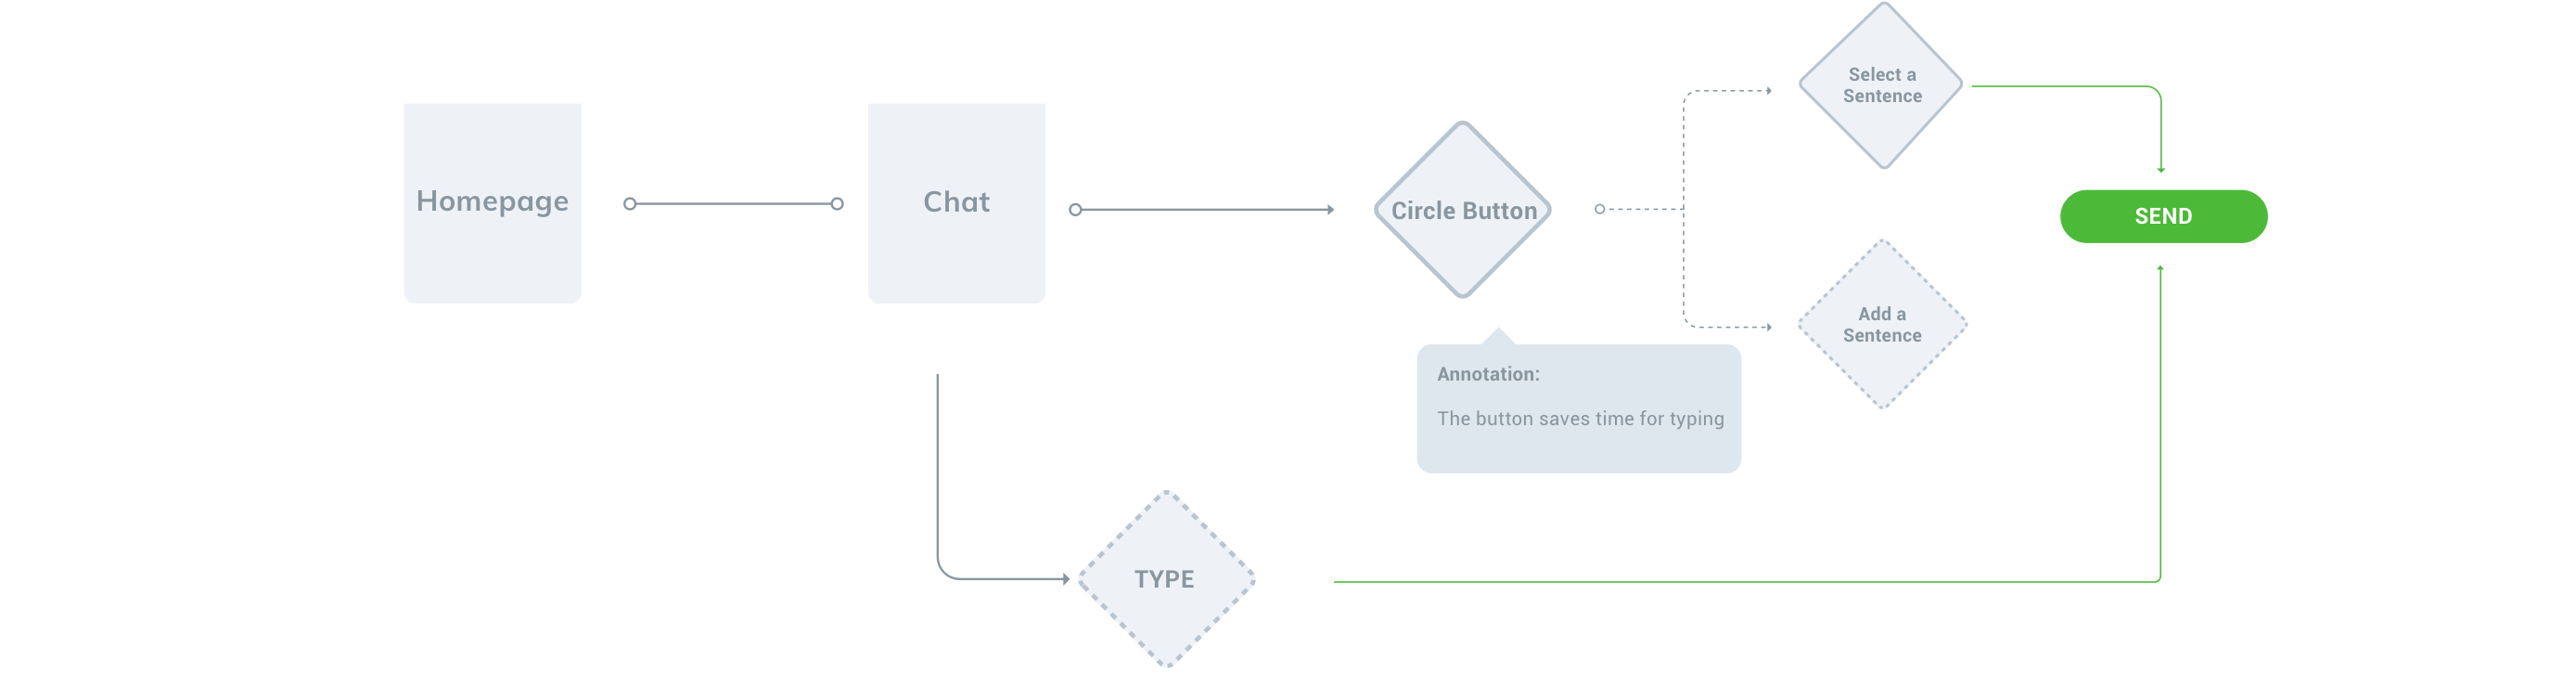 Homepage
Chat
Circle Button
Select a
Sentence
Add a
Sentence
SEND
Annotation:
The button saves time for typing
TYPE